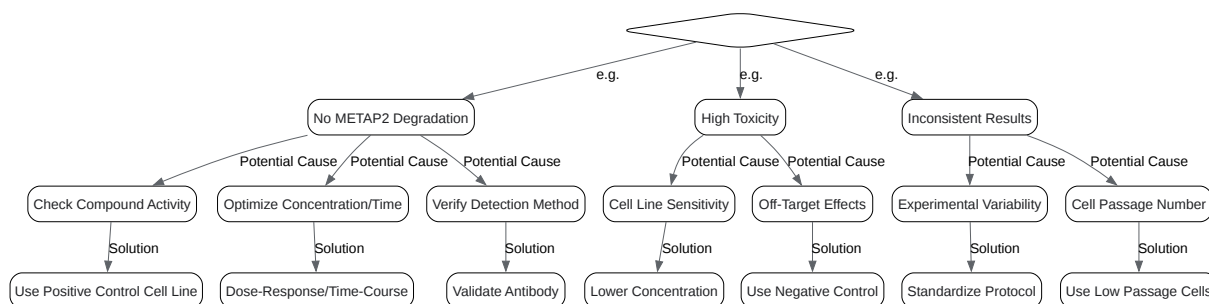 e.g.
e.g.
e.g.
No METAP2 Degradation
High Toxicity
Inconsistent Results
Potential Cause
Potential Cause
Potential Cause
Potential Cause
Potential Cause
Potential Cause
Potential Cause
Check Compound Activity
Optimize Concentration/Time
Verify Detection Method
Cell Line Sensitivity
Off-Target Effects
Experimental Variability
Cell Passage Number
Solution
Solution
Solution
Solution
Solution
Solution
Solution
Use Positive Control Cell Line
Dose-Response/Time-Course
Validate Antibody
Lower Concentration
Use Negative Control
Standardize Protocol
Use Low Passage Cells